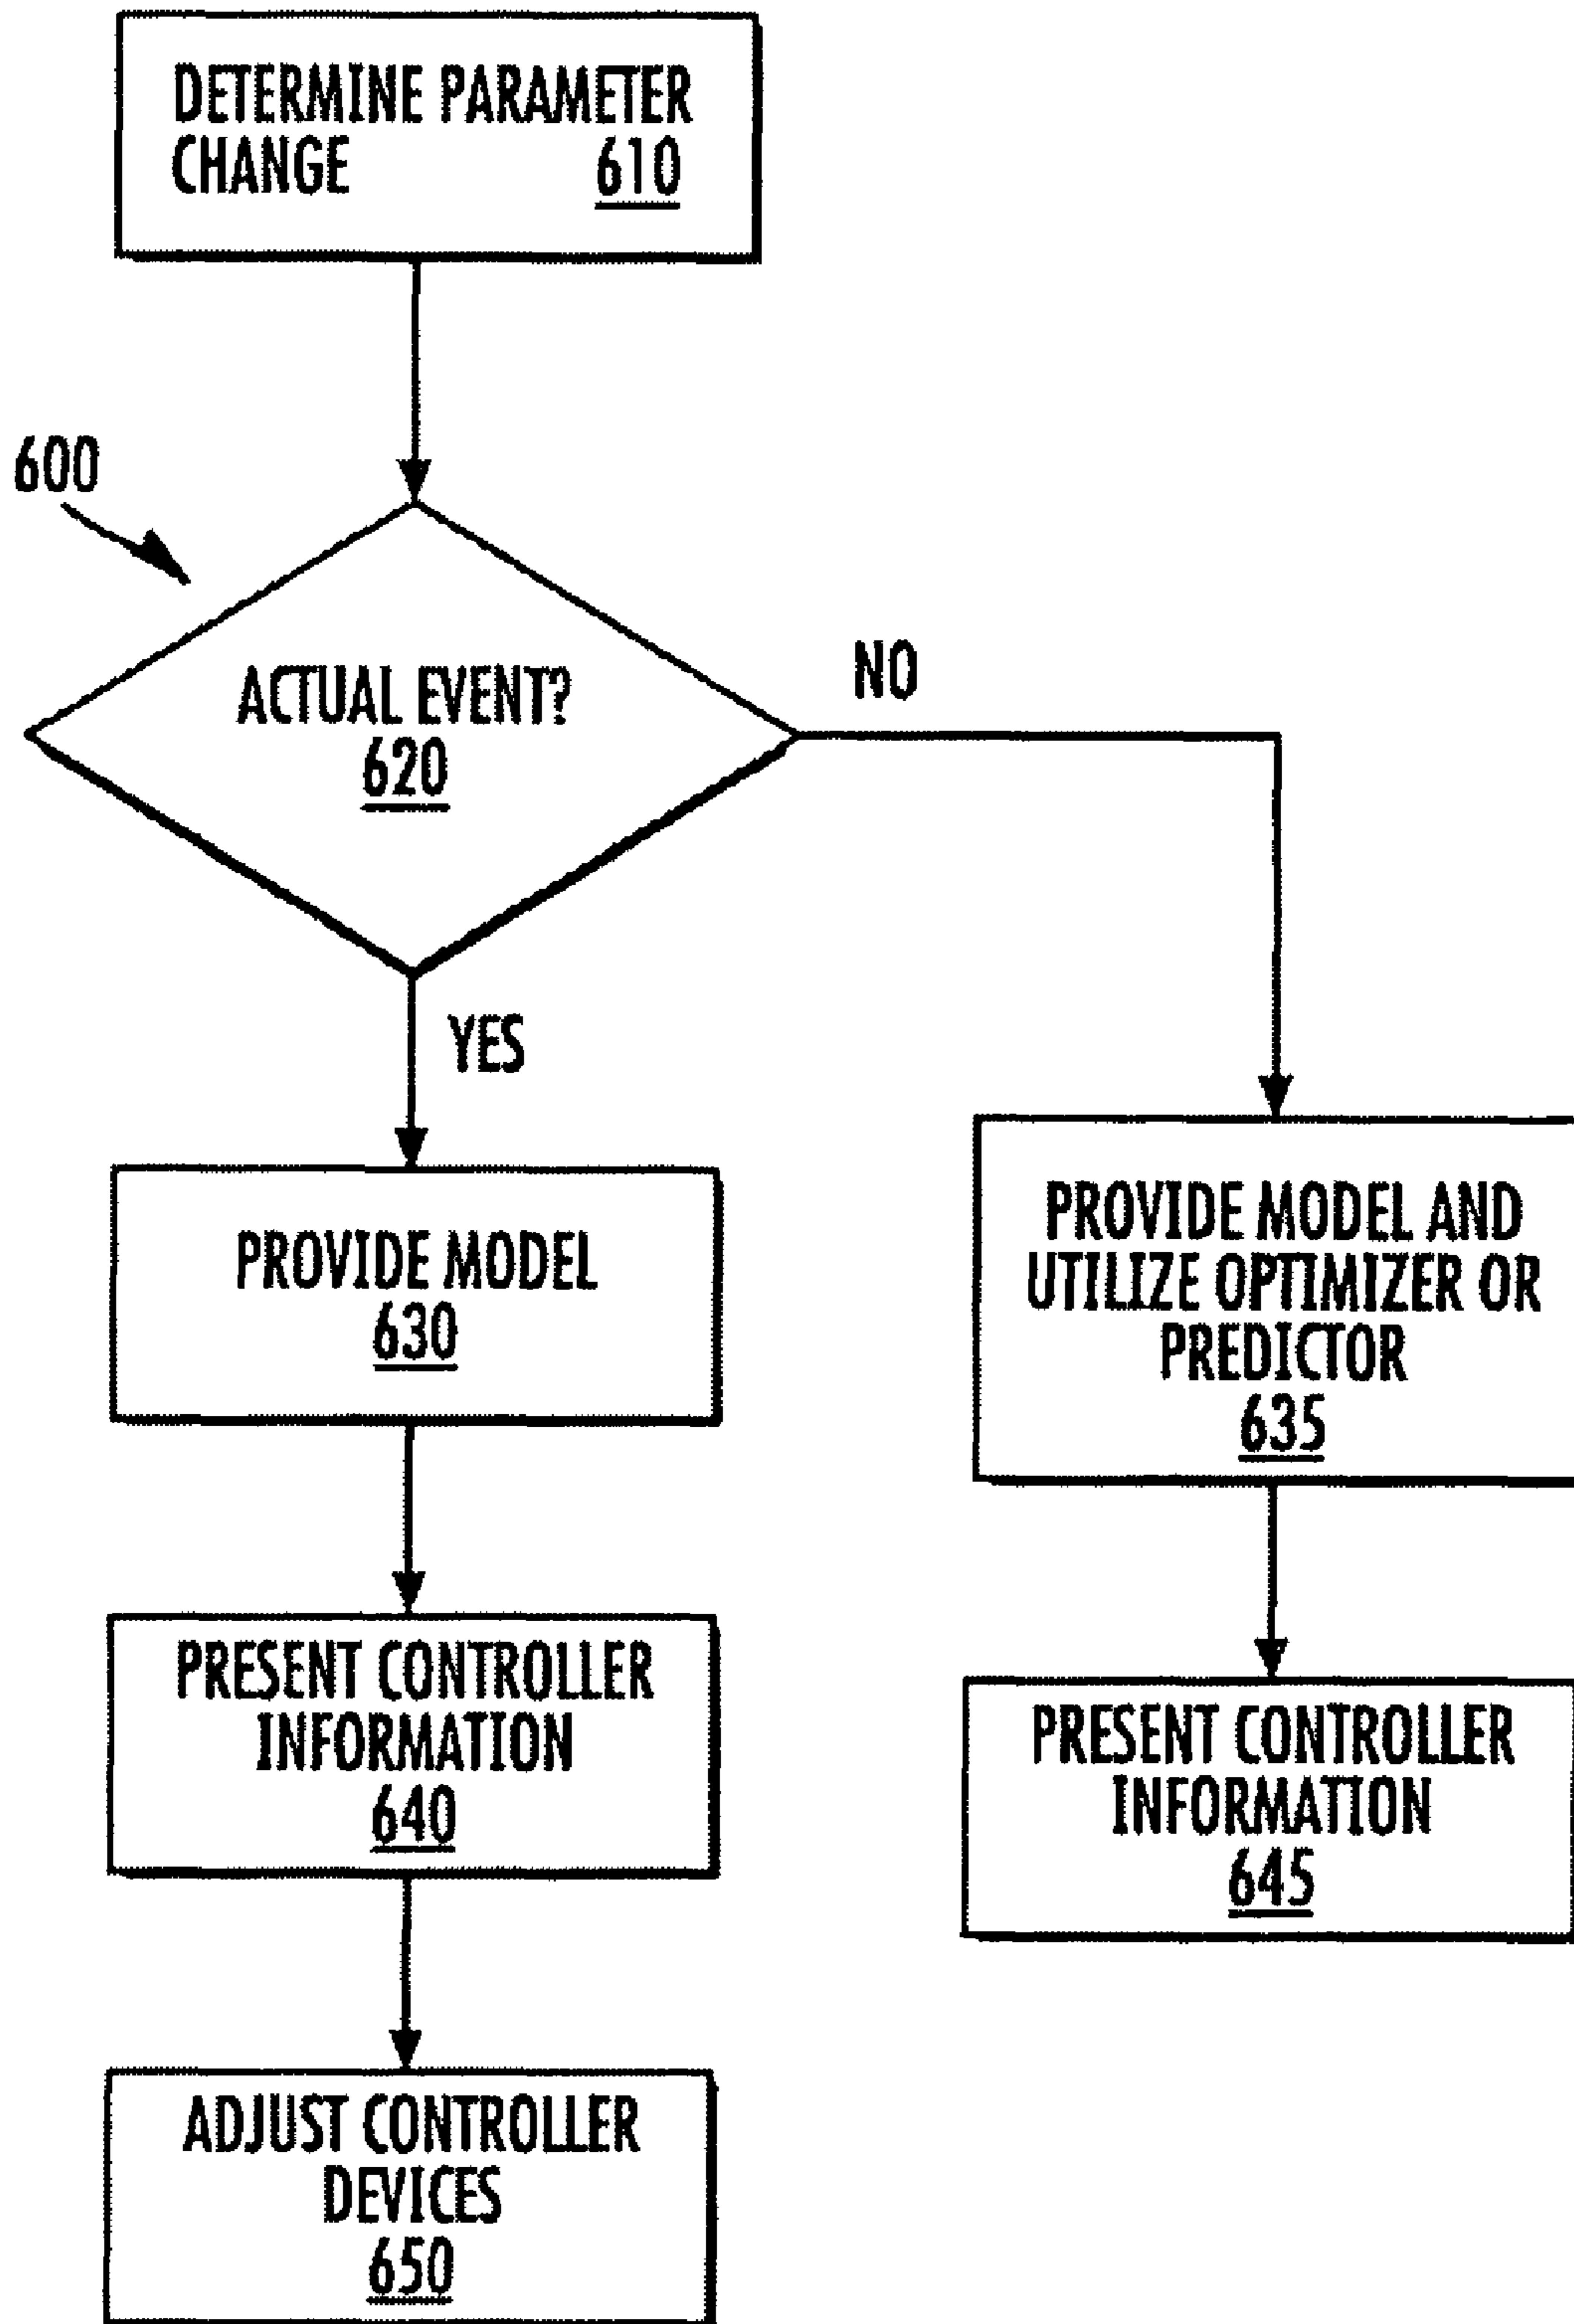 DETERMINE PARAMETER
CHANGE 610
600
ACTUAL EVENT?
620
NO
YES
PROVIDE MODEL
630
PROVIDE MODEL AND
UTILIZE OPTIMIZER OR
PREDICTOR
635
PRESENT CONTROLLER
INFORMATION
640
PRESENT CONTROLLER
INFORMATION
645
ADJUST CONTROLLER
DEVICES
650